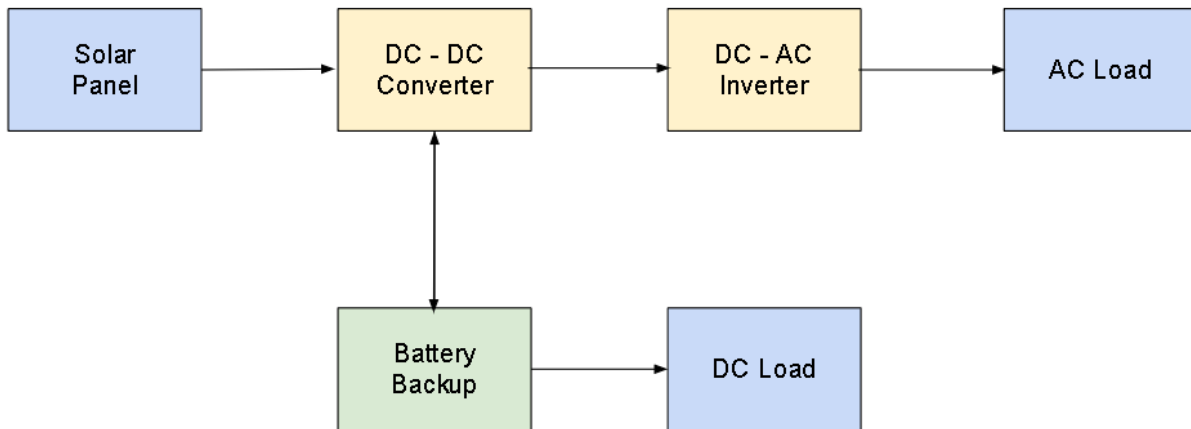 Solar
Panel
DC - DC
Converter
DC - AC
Inverter
AC Load
Battery
Backup
DC Load